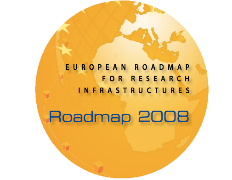 EUROPEAN ROADMAP
FOR RESEARCH
INFRASTRUCTURES
Roadmap 2008